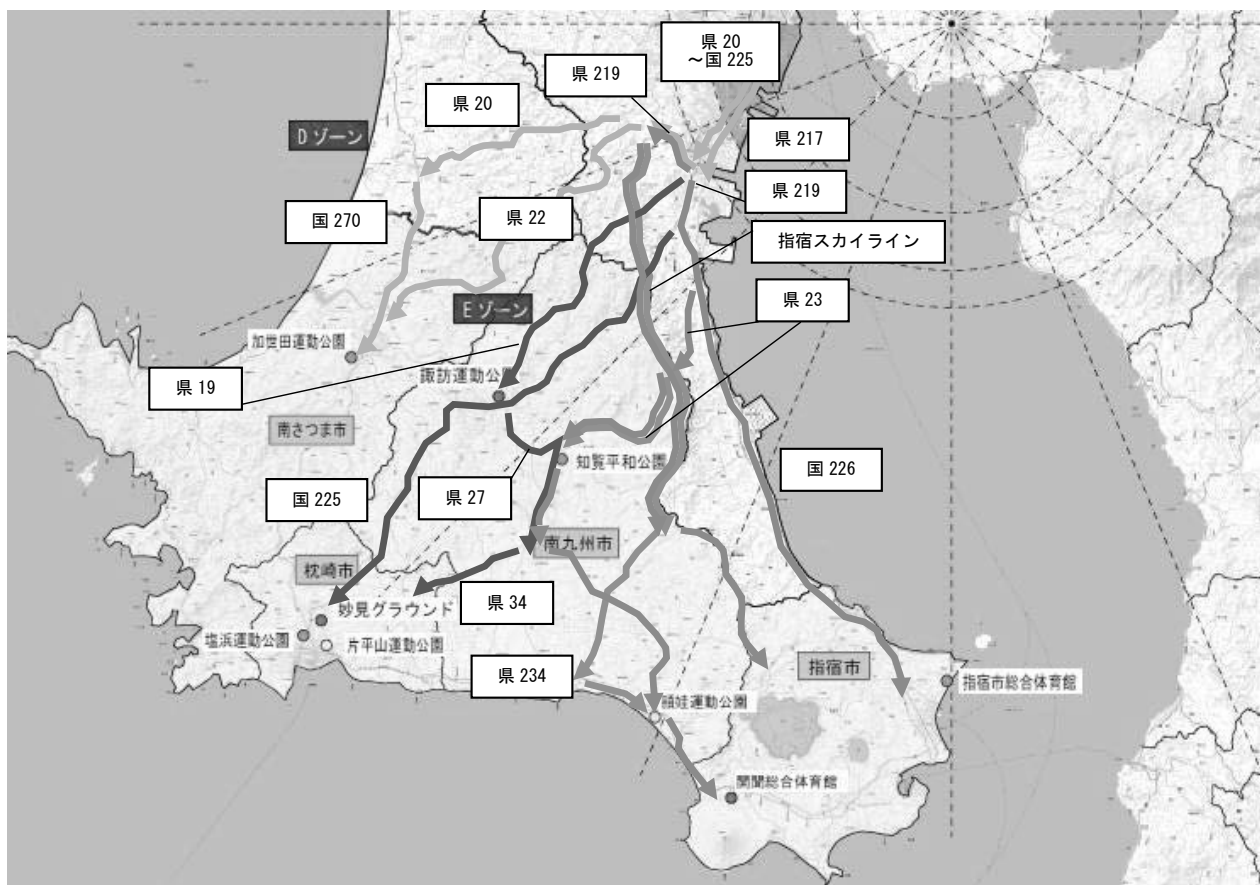 県 20
～国 225
県 219
県 20
Dゾーン
県 217
県 219
国 270
県 22
指宿スカイライン
県 23
Eゾーン
加世田運動公園
県 19
諏訪運動公園
南さつま市
知覧平和公園
国 226
国 225
県 27
南九州市
枕崎市
県 34
妙見グラウンド
塩浜運動公園
片平山運動公園
県 234
指宿市
指宿市総合体育館
頴娃運動公園
開聞総合体育館